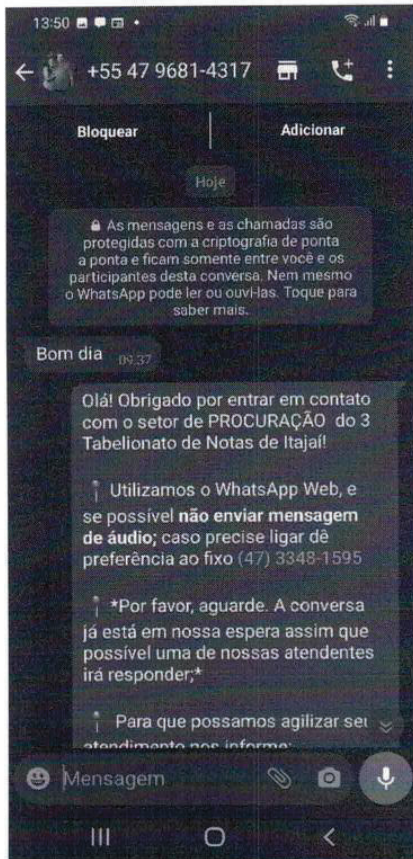 13:50
+55 47 9681-4317
Bloquear
Adicionar
Hoje
As mensagens e as chamadas são
protegidas com a criptografia de ponta
a ponta e ficam somente entre você e os
participantes desta conversa. Nem mesmo
o WhatsApp pode ler ou ouvi-las. Toque para
saber mais.
Bom dia 09:37
Olá! Obrigado por entrar em contato
com o setor de PROCURAÇÃO do 3
Tabelionato de Notas de Itajaí!
Utilizamos o WhatsApp Web, e
se possível não enviar mensagem
de áudio; caso precise ligar dê
preferência ao fixo (47) 3348-1595
*Por favor, aguarde. A conversa
já está em nossa espera assim que
possível uma de nossas atendentes
irá responder;*
Para que possamos agilizar seu
atendimento nos informe:
Mensagem